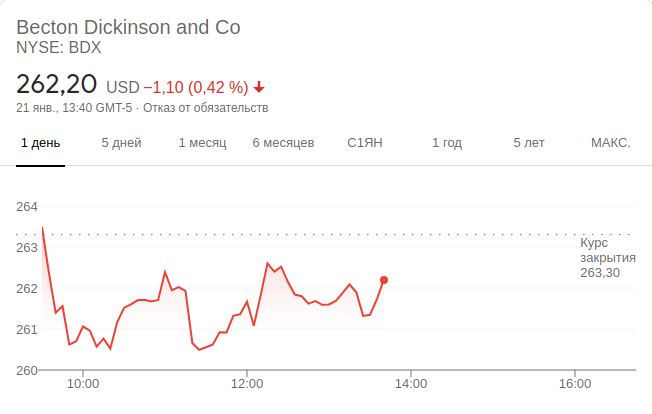 Becton Dickinson and Co
NYSE: BDX
262,20 USD −1,10 (0,42 %)
21 янв., 13:40 GMT-5 · Отказ от обязательств
1 день 5 дней 1 месяц 6 месяцев С1ЯН 1 год 5 лет МАКС.
264
263
262
261
260
Курс
закрытия
263,30
10:00 12:00 14:00 16:00